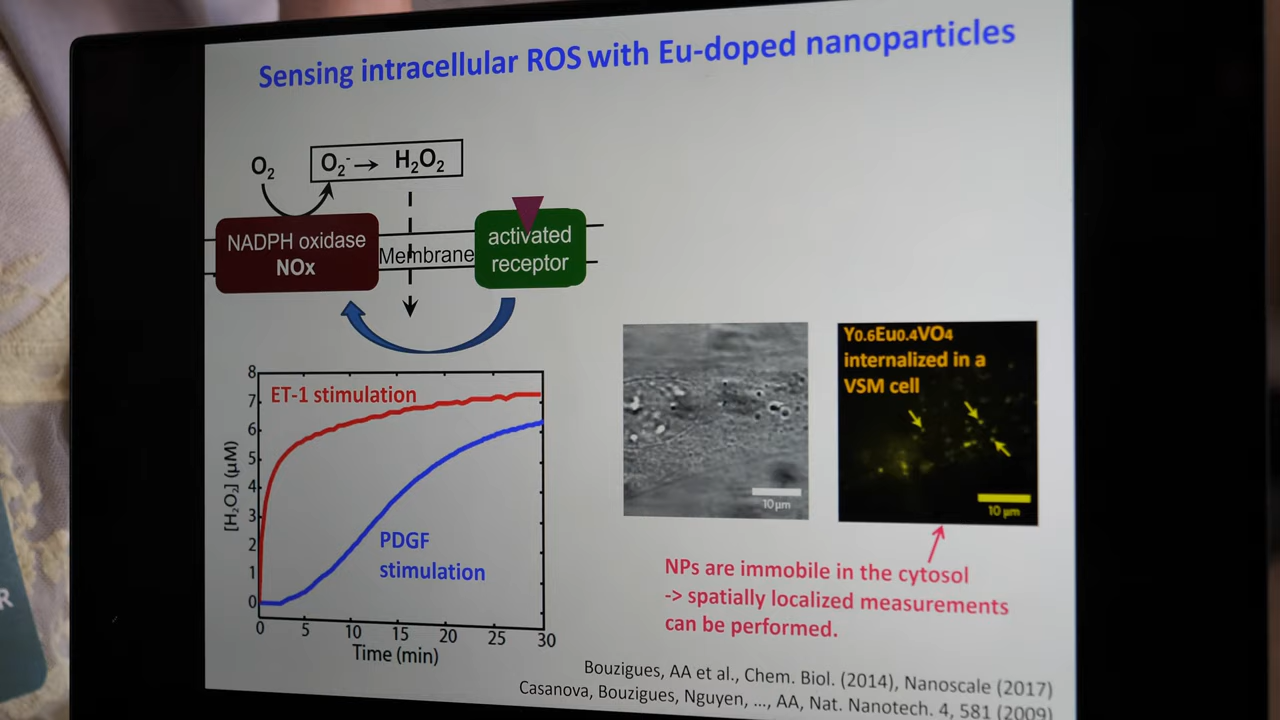 Sensing intracellular ROS with Eu-doped nanoparticles
O₂
O₂⁻ → H₂O₂
NADPH oxidase
NOx
Membrane
activated
receptor
[H₂O₂] (µM)
8
7
6
5
4
3
2
1
0
ET-1 stimulation
PDGF
stimulation
0 5 10 15 20 25 30
Time (min)
10 µm
Y0.6Eu0.4VO4
internalized in a
VSM cell
10 µm
NPs are immobile in the cytosol
-> spatially localized measurements
can be performed.
Bouzigues, AA et al., Chem. Biol. (2014), Nanoscale (2017)
Casanova, Bouzigues, Nguyen, ..., AA, Nat. Nanotech. 4, 581 (2009)
R